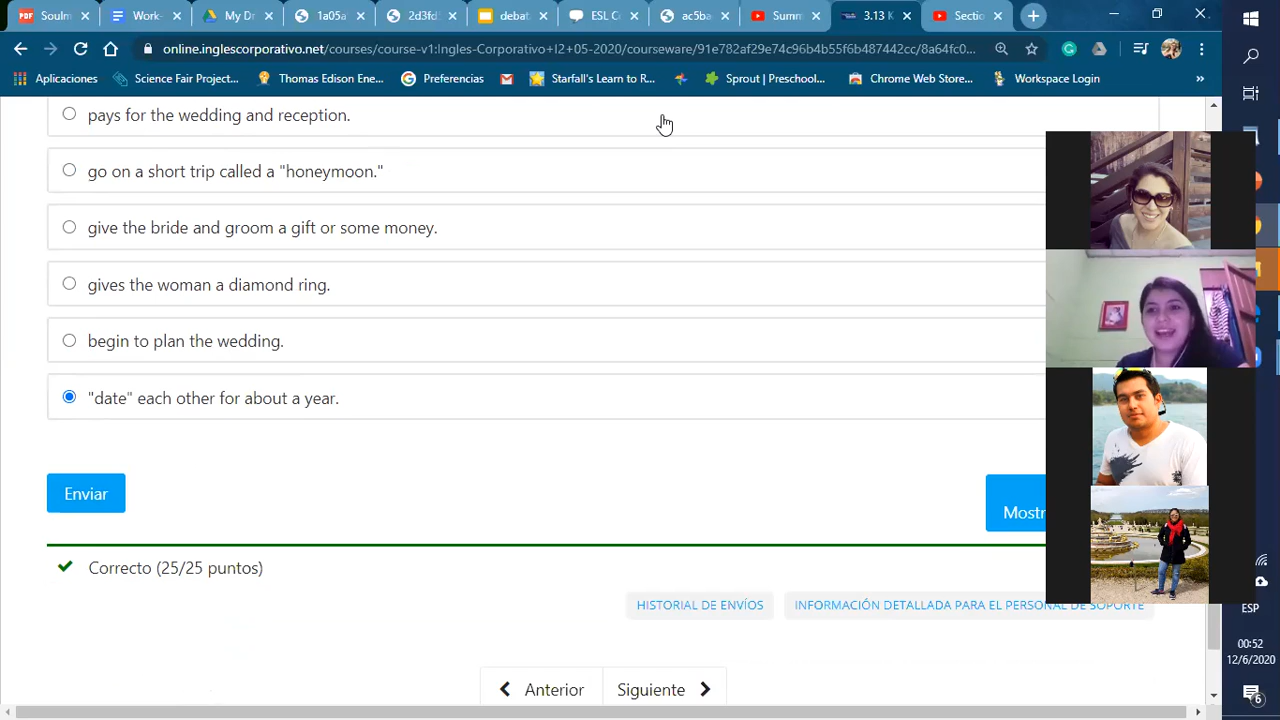 Soulm
Work-
My Dr
1a05a
2d3fd
debat
ESL Co
ac5ba
Summ
3.13 K
Sectio
online.inglescorporativo.net/courses/course-v1:Ingles-Corporativo+I2+05-2020/courseware/91e782af29e74c96b4b55f6b487442cc/8a64fc0...
Aplicaciones
Science Fair Project...
Thomas Edison Ene...
Preferencias
Starfall's Learn to R...
Sprout | Preschool...
Chrome Web Store...
Workspace Login
»
pays for the wedding and reception.
go on a short trip called a "honeymoon."
give the bride and groom a gift or some money.
gives the woman a diamond ring.
begin to plan the wedding.
"date" each other for about a year.
Enviar
Mostr
Correcto (25/25 puntos)
HISTORIAL DE ENVÍOS
INFORMACIÓN DETALLADA PARA EL PERSONAL DE SOPORTE
Anterior
Siguiente
ESP
00:52
12/6/2020
6